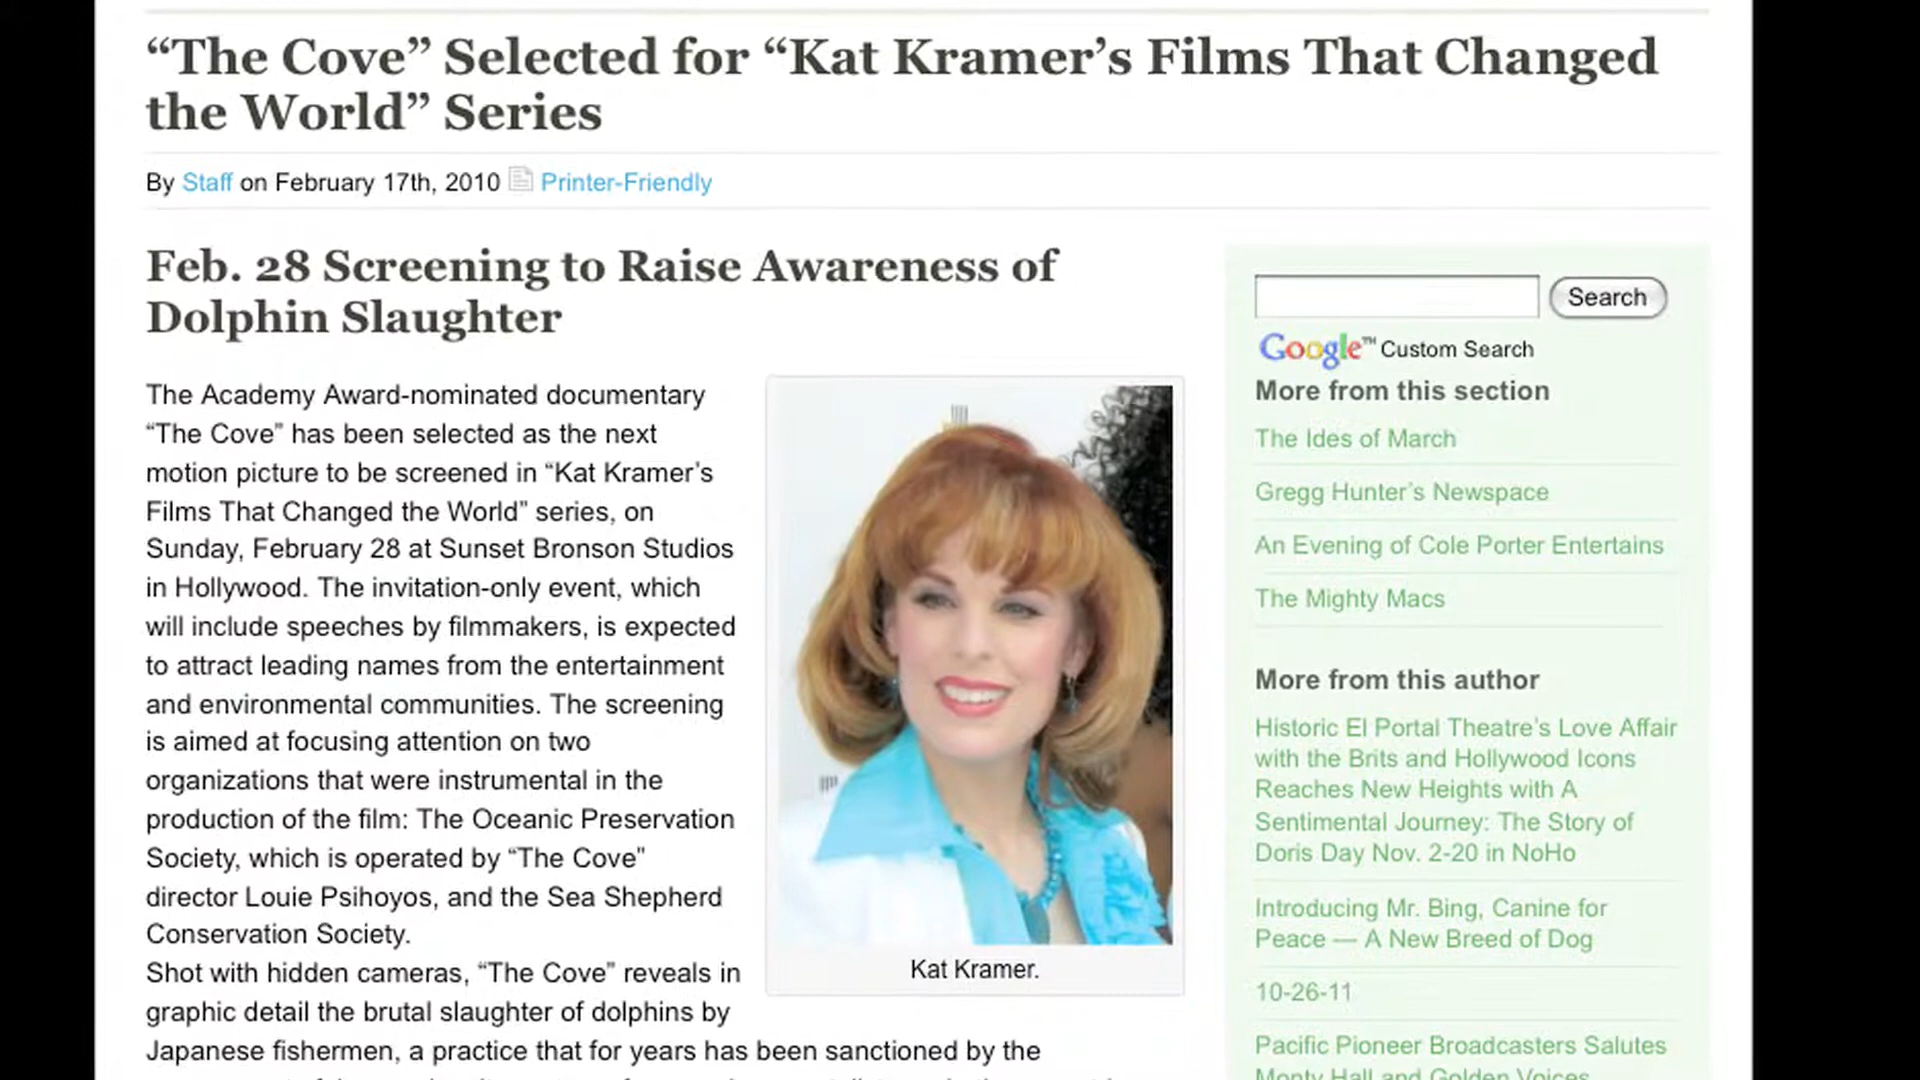 “The Cove” Selected for “Kat Kramer’s Films That Changed
the World” Series
By Staff on February 17th, 2010 Printer-Friendly
Feb. 28 Screening to Raise Awareness of
Dolphin Slaughter
The Academy Award-nominated documentary
“The Cove” has been selected as the next
motion picture to be screened in “Kat Kramer’s
Films That Changed the World” series, on
Sunday, February 28 at Sunset Bronson Studios
in Hollywood. The invitation-only event, which
will include speeches by filmmakers, is expected
to attract leading names from the entertainment
and environmental communities. The screening
is aimed at focusing attention on two
organizations that were instrumental in the
production of the film: The Oceanic Preservation
Society, which is operated by “The Cove”
director Louie Psihoyos, and the Sea Shepherd
Conservation Society.
Shot with hidden cameras, “The Cove” reveals in
graphic detail the brutal slaughter of dolphins by
Japanese fishermen, a practice that for years has been sanctioned by the
Kat Kramer.
Search
Google™ Custom Search
More from this section
The Ides of March
Gregg Hunter’s Newspace
An Evening of Cole Porter Entertains
The Mighty Macs
More from this author
Historic El Portal Theatre’s Love Affair
with the Brits and Hollywood Icons
Reaches New Heights with A
Sentimental Journey: The Story of
Doris Day Nov. 2-20 in NoHo
Introducing Mr. Bing, Canine for
Peace — A New Breed of Dog
10-26-11
Pacific Pioneer Broadcasters Salutes
Monty Hall and Golden Voices